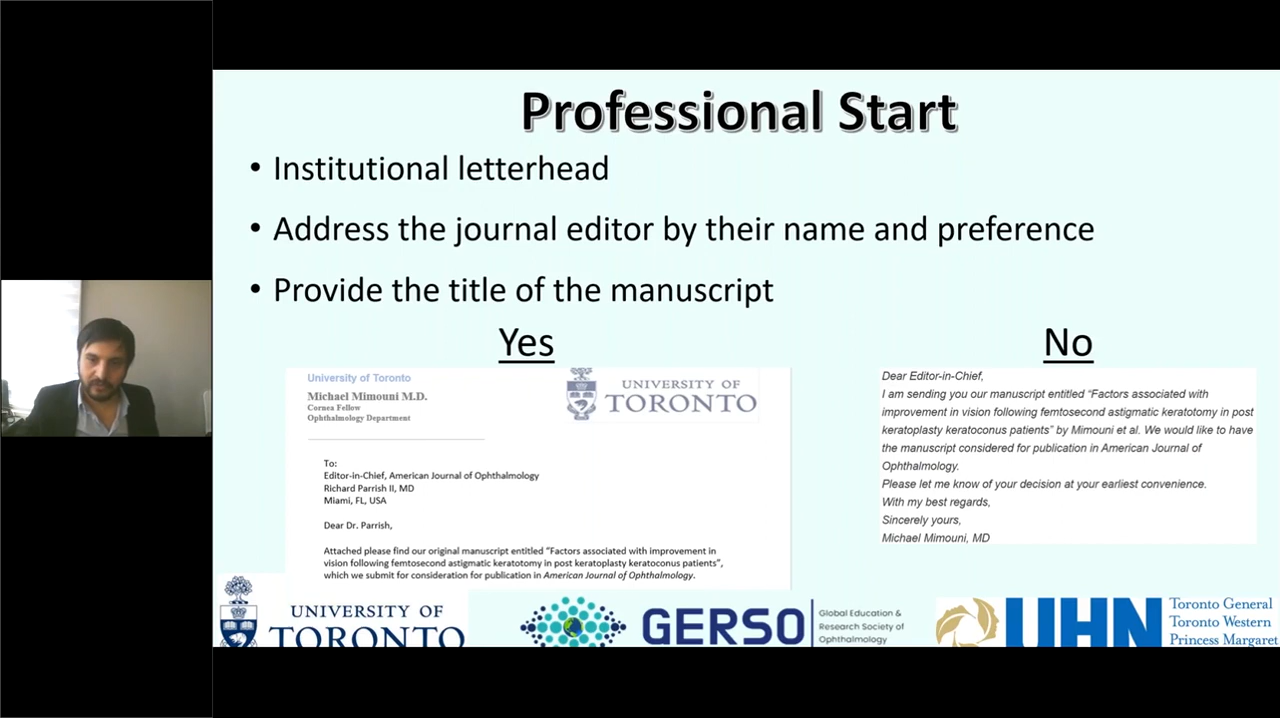 Professional Start
• Institutional letterhead
• Address the journal editor by their name and preference
• Provide the title of the manuscript
Yes
University of Toronto
Michael Mimouni M.D.
Cornea Fellow
Ophthalmology Department
UNIVERSITY OF
TORONTO
To:
Editor-in-Chief, American Journal of Ophthalmology
Richard Parrish II, MD
Miami, FL, USA
Dear Dr. Parrish,
Attached please find our original manuscript entitled “Factors associated with improvement in
vision following femtosecond astigmatic keratotomy in post keratoplasty keratoconus patients”,
which we submit for consideration for publication in American Journal of Ophthalmology.
No
Dear Editor-in-Chief,
I am sending you our manuscript entitled “Factors associated with
improvement in vision following femtosecond astigmatic keratotomy in post
keratoplasty keratoconus patients” by Mimouni et al. We would like to have
the manuscript considered for publication in American Journal of
Ophthalmology.
Please let me know of your decision at your earliest convenience.
With my best regards,
Sincerely yours,
Michael Mimouni, MD
UNIVERSITY OF
TORONTO
GERSO
Global Education &
Research Society of
Ophthalmology
UHN
Toronto General
Toronto Western
Princess Margaret